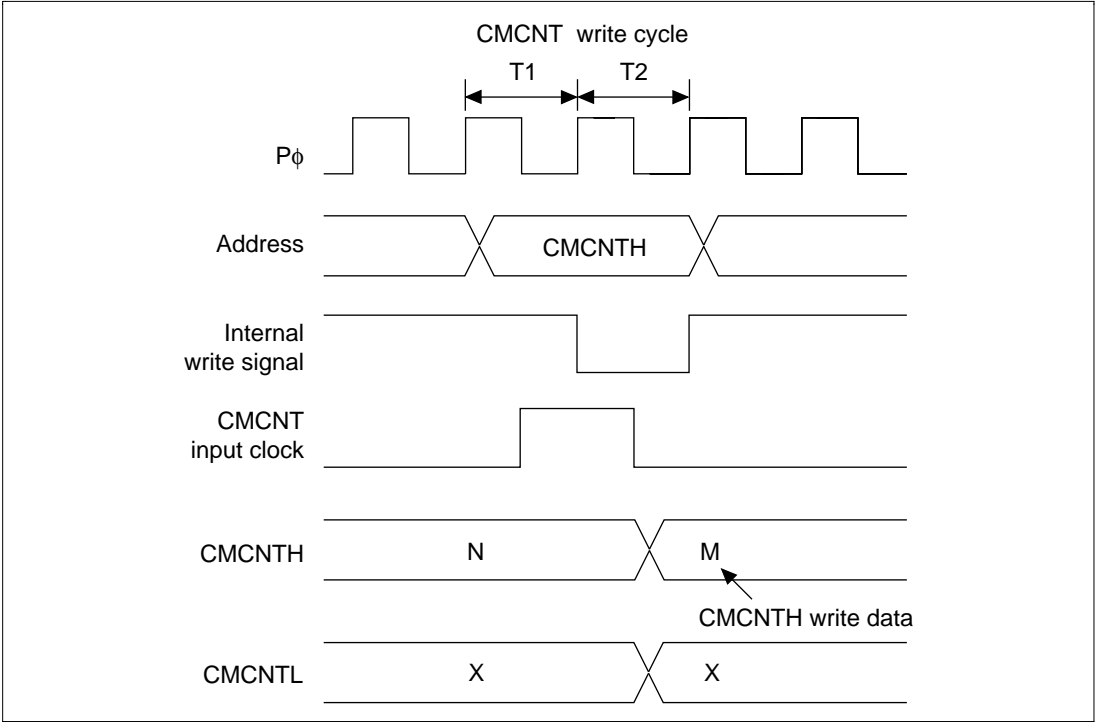 CMCNT write cycle
T1 T2
Pϕ
Address
CMCNTH
Internal
write signal
CMCNT
input clock
CMCNTH
N M
CMCNTH write data
CMCNTL
X X